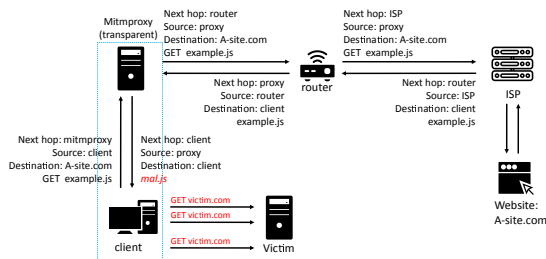 Mitmproxy
(transparent)
Next hop: router
Source: proxy
Destination: A-site.com
GET example.js
Next hop: ISP
Source: proxy
Destination: A-site.com
GET example.js
Next hop: proxy
Source: router
Destination: client
example.js
router
Next hop: router
Source: ISP
Destination: client
example.js
ISP
Next hop: mitmproxy
Source: client
Destination: A-site.com
GET example.js
Next hop: client
Source: proxy
Destination: client
mal.js
GET victim.com
GET victim.com
GET victim.com
client
Victim
Website:
A-site.com